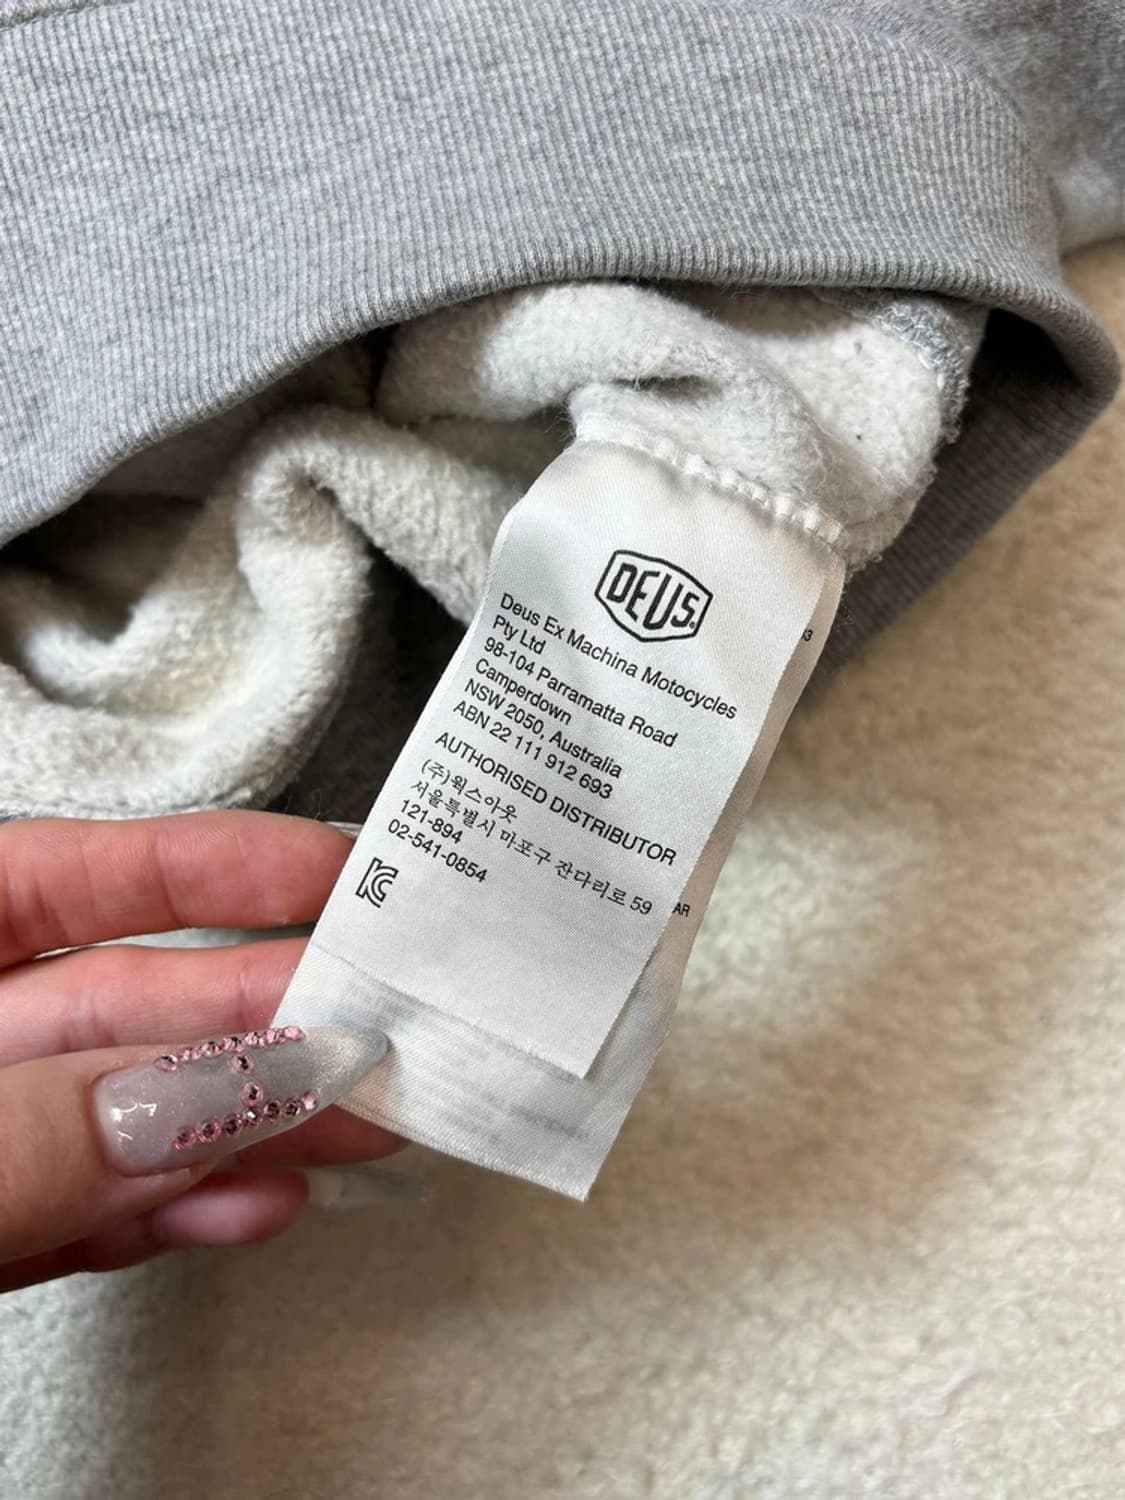 DEUS.
Deus Ex Machina Motocycles
Pty Ltd
98-104 Parramatta Road
Camperdown
NSW 2050, Australia
ABN 22 111 912 693
AUTHORISED DISTRIBUTOR
(주)웍스아웃
서울특별시 마포구 잔다리로 59
121-894
02-541-0854
KC
AR